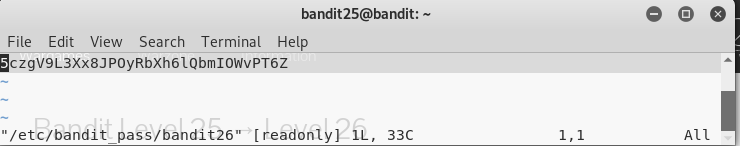 bandit25@bandit: ~
File Edit View Search Terminal Help
5czgV9L3Xx8JPOyRbXh6lQbmIOWvPT6Z
~
~
~
Bandit Level 25 → Level 26
"/etc/bandit_pass/bandit26" [readonly] 1L, 33C 1,1 All